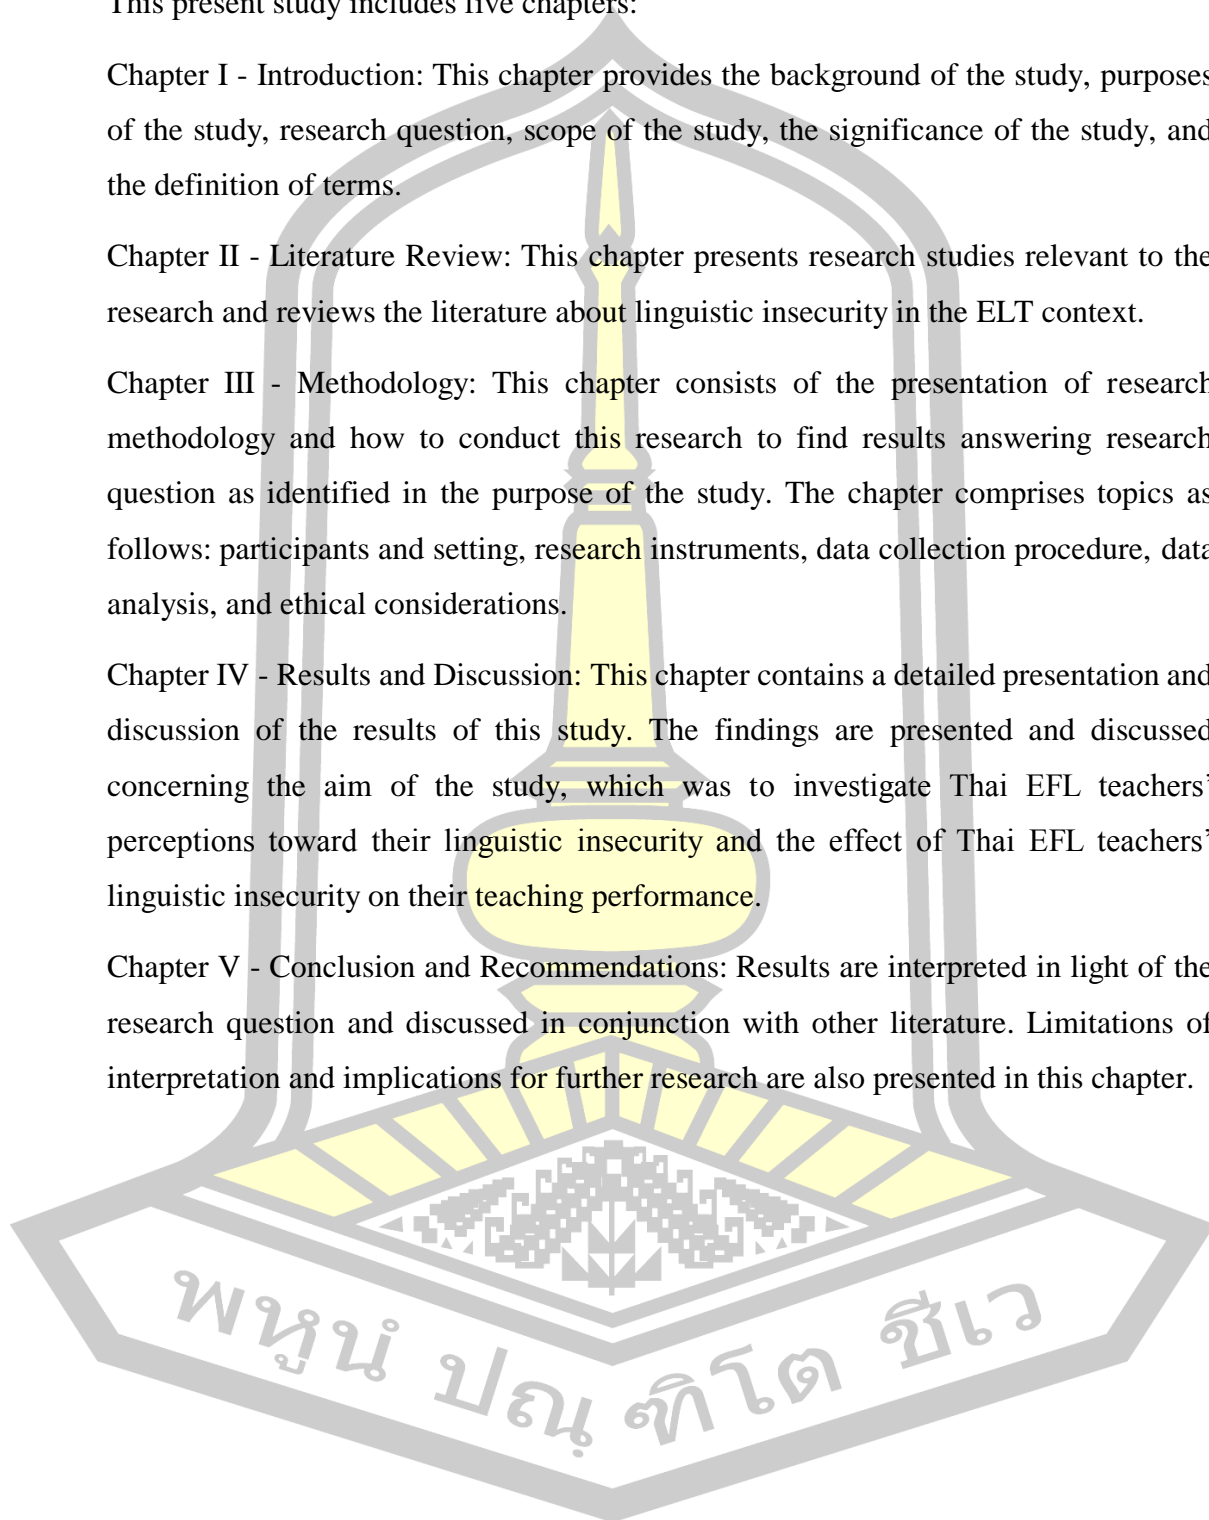 This present study includes five chapters:
Chapter I - Introduction: This chapter provides the background of the study, purposes
of the study, research question, scope of the study, the significance of the study, and
the definition of terms.
Chapter II - Literature Review: This chapter presents research studies relevant to the
research and reviews the literature about linguistic insecurity in the ELT context.
Chapter III - Methodology: This chapter consists of the presentation of research
methodology and how to conduct this research to find results answering research
question as identified in the purpose of the study. The chapter comprises topics as
follows: participants and setting, research instruments, data collection procedure, data
analysis, and ethical considerations.
Chapter IV - Results and Discussion: This chapter contains a detailed presentation and
discussion of the results of this study. The findings are presented and discussed
concerning the aim of the study, which was to investigate Thai EFL teachers’
perceptions toward their linguistic insecurity and the effect of Thai EFL teachers’
linguistic insecurity on their teaching performance.
Chapter V - Conclusion and Recommendations: Results are interpreted in light of the
research question and discussed in conjunction with other literature. Limitations of
interpretation and implications for further research are also presented in this chapter.
พหูนํ ปณฺฑิโต ชีเว